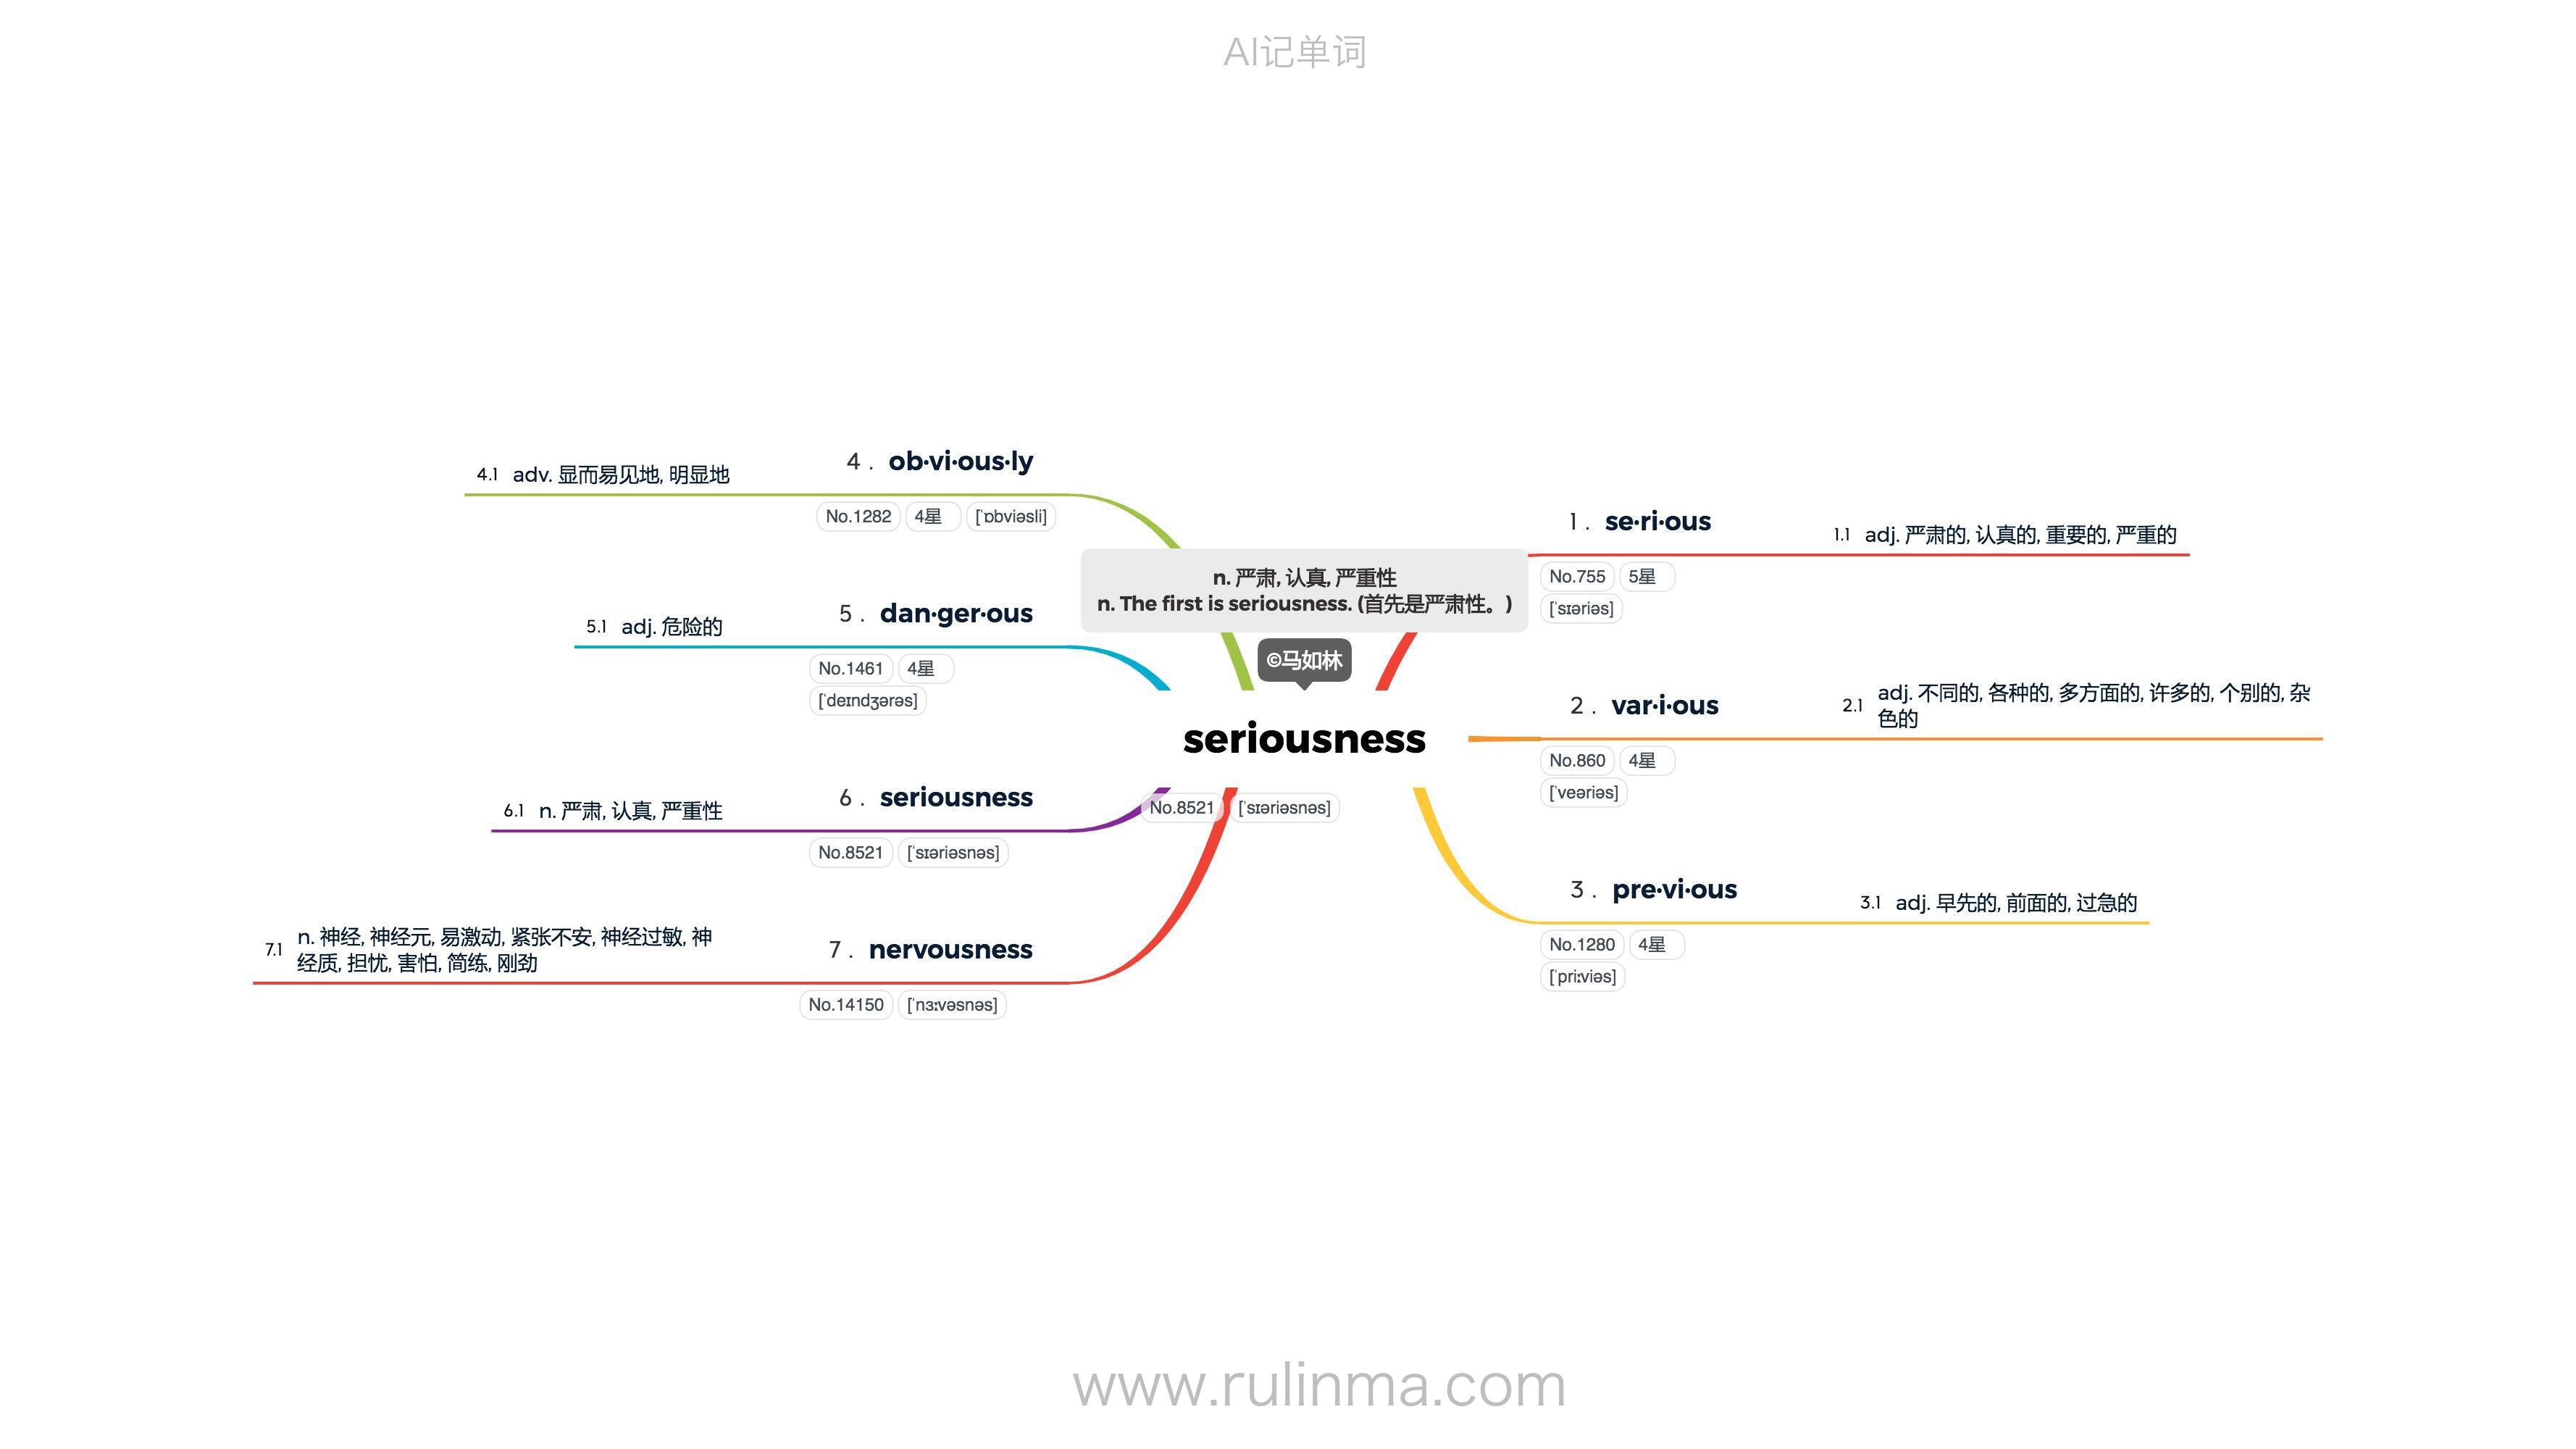 AI记单词
n. 严肃, 认真, 严重性
n. The first is seriousness. (首先是严肃性。)
©马如林
seriousness
No.8521 ['sɪəriəsnəs]
1 . se·ri·ous
1.1 adj. 严肃的, 认真的, 重要的, 严重的
No.755 5星
['sɪəriəs]
2 . var·i·ous
2.1 adj. 不同的, 各种的, 多方面的, 许多的, 个别的, 杂
色的
No.860 4星
['veəriəs]
3 . pre·vi·ous
3.1 adj. 早先的, 前面的, 过急的
No.1280 4星
['priːviəs]
4 . ob·vi·ous·ly
4.1 adv. 显而易见地, 明显地
No.1282 4星 ['ɒbviəsli]
5 . dan·ger·ous
5.1 adj. 危险的
No.1461 4星
['deɪndʒərəs]
6 . seriousness
6.1 n. 严肃, 认真, 严重性
No.8521 ['sɪəriəsnəs]
7 . nervousness
7.1 n. 神经, 神经元, 易激动, 紧张不安, 神经过敏, 神
经质, 担忧, 害怕, 简练, 刚劲
No.14150 ['nɜːvəsnəs]
www.rulinma.com